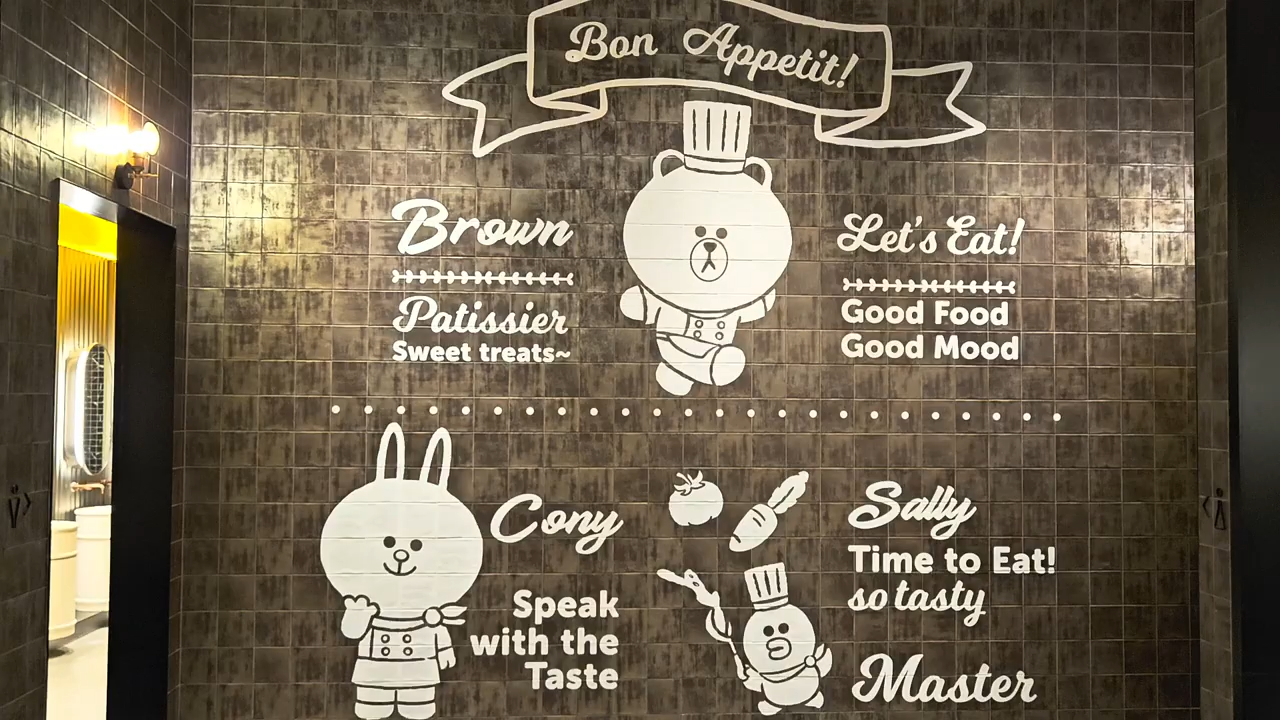 Bon Appetit!
Brown
Patissier
Sweet treats~
Let's Eat!
Good Food
Good Mood
Cony
Speak
with the
Taste
Sally
Time to Eat!
so tasty
Master